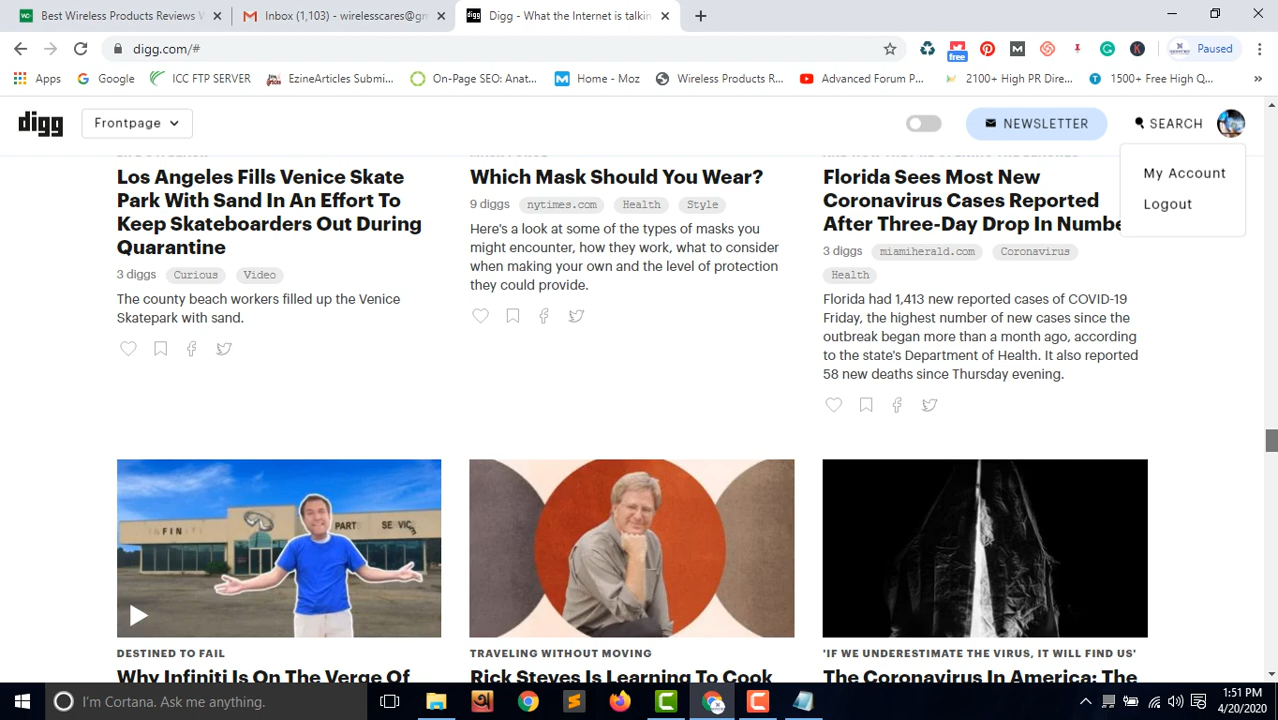 Best Wireless Products Reviews W
Inbox (1,103) - wirelesscares@gm
Digg - What the Internet is talkin
digg.com/#
free
Paused
Apps
Google
ICC FTP SERVER
EzineArticles Submi...
On-Page SEO: Anat...
Home - Moz
Wireless Products R...
Advanced Forum P...
2100+ High PR Dire...
1500+ Free High Q...
digg
Frontpage
NEWSLETTER
SEARCH
My Account
Logout
Los Angeles Fills Venice Skate
Park With Sand In An Effort To
Keep Skateboarders Out During
Quarantine
3 diggs Curious Video
The county beach workers filled up the Venice
Skatepark with sand.
Which Mask Should You Wear?
9 diggs nytimes.com Health Style
Here's a look at some of the types of masks you
might encounter, how they work, what to consider
when making your own and the level of protection
they could provide.
Florida Sees Most New
Coronavirus Cases Reported
After Three-Day Drop In Numbe
3 diggs miamiherald.com Coronavirus
Health
Florida had 1,413 new reported cases of COVID-19
Friday, the highest number of new cases since the
outbreak began more than a month ago, according
to the state's Department of Health. It also reported
58 new deaths since Thursday evening.
INFINITI PARTS SERVICE
DESTINED TO FAIL
Why Infiniti Is On The Verge Of
TRAVELING WITHOUT MOVING
Rick Steves Is Learning To Cook
'IF WE UNDERESTIMATE THE VIRUS, IT WILL FIND US'
The Coronavirus In America: The
I'm Cortana. Ask me anything.
1:51 PM
4/20/2020